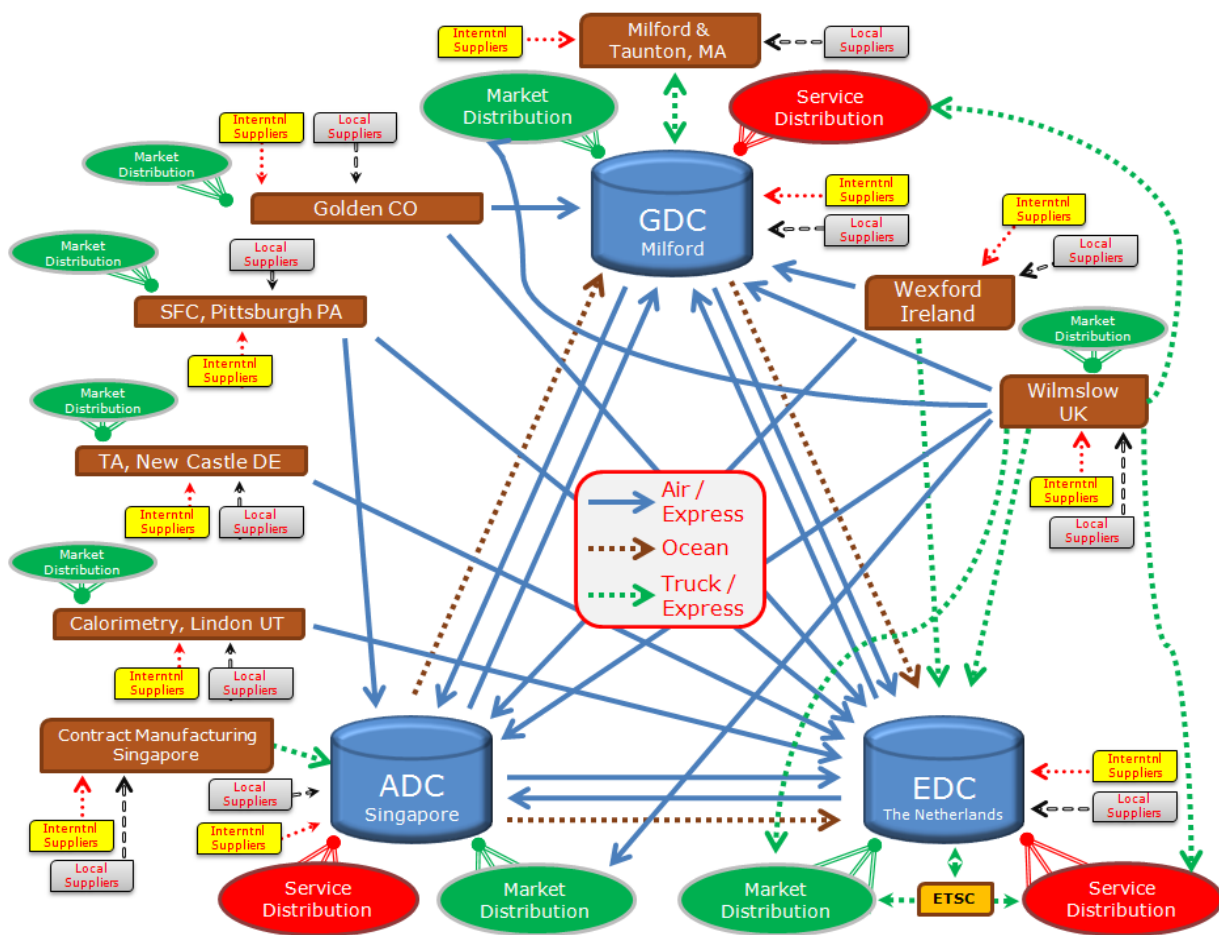 Interntnl
Suppliers
Milford &
Taunton, MA
Local
Suppliers
Market
Distribution
Service
Distribution
Interntnl
Suppliers
Local
Suppliers
Market
Distribution
Golden CO
GDC
Milford
Interntnl
Suppliers
Local
Suppliers
Interntnl
Suppliers
Local
Suppliers
Wexford
Ireland
Market
Distribution
Local
Suppliers
SFC, Pittsburgh PA
Interntnl
Suppliers
Market
Distribution
Wilmslow
UK
Interntnl
Suppliers
Local
Suppliers
Market
Distribution
TA, New Castle DE
Interntnl
Suppliers
Local
Suppliers
Air /
Express
Ocean
Truck /
Express
Market
Distribution
Calorimetry, Lindon UT
Interntnl
Suppliers
Local
Suppliers
Contract Manufacturing
Singapore
Interntnl
Suppliers
Local
Suppliers
Local
Suppliers
Interntnl
Suppliers
ADC
Singapore
EDC
The Netherlands
Interntnl
Suppliers
Local
Suppliers
Service
Distribution
Market
Distribution
Market
Distribution
ETSC
Service
Distribution